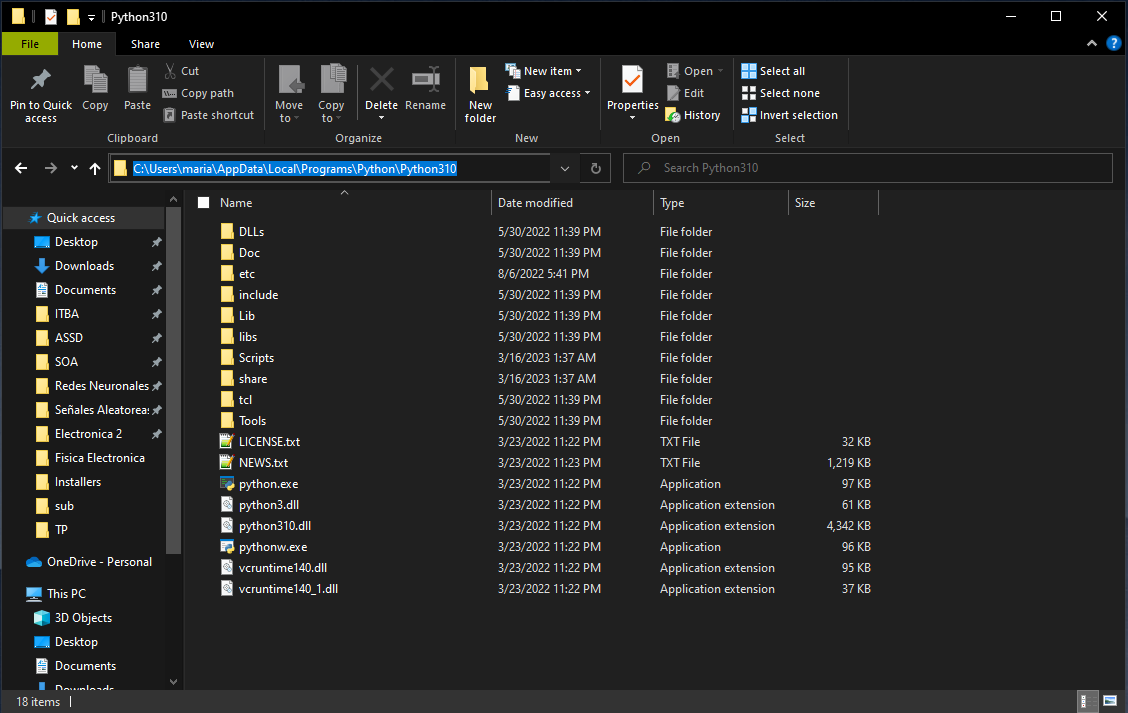 Python310
File Home Share View
Pin to Quick access
Copy
Paste
Cut
Copy path
Paste shortcut
Clipboard
Move to
Copy to
Delete
Rename
Organize
New folder
New item
Easy access
New
Properties
Open
Edit
History
Open
Select all
Select none
Invert selection
Select
C:\Users\maria\AppData\Local\Programs\Python\Python310
Search Python310
Quick access
Desktop
Downloads
Documents
ITBA
ASSD
SOA
Redes Neuronales
Señales Aleatoreas
Electronica 2
Fisica Electronica
Installers
sub
TP
OneDrive - Personal
This PC
3D Objects
Desktop
Documents
Downloads
Name Date modified Type Size
DLLs 5/30/2022 11:39 PM File folder
Doc 5/30/2022 11:39 PM File folder
etc 8/6/2022 5:41 PM File folder
include 5/30/2022 11:39 PM File folder
Lib 5/30/2022 11:39 PM File folder
libs 5/30/2022 11:39 PM File folder
Scripts 3/16/2023 1:37 AM File folder
share 3/16/2023 1:37 AM File folder
tcl 5/30/2022 11:39 PM File folder
Tools 5/30/2022 11:39 PM File folder
LICENSE.txt 3/23/2022 11:22 PM TXT File 32 KB
NEWS.txt 3/23/2022 11:23 PM TXT File 1,219 KB
python.exe 3/23/2022 11:22 PM Application 97 KB
python3.dll 3/23/2022 11:22 PM Application extension 61 KB
python310.dll 3/23/2022 11:22 PM Application extension 4,342 KB
pythonw.exe 3/23/2022 11:22 PM Application 96 KB
vcruntime140.dll 3/23/2022 11:22 PM Application extension 95 KB
vcruntime140_1.dll 3/23/2022 11:22 PM Application extension 37 KB
18 items